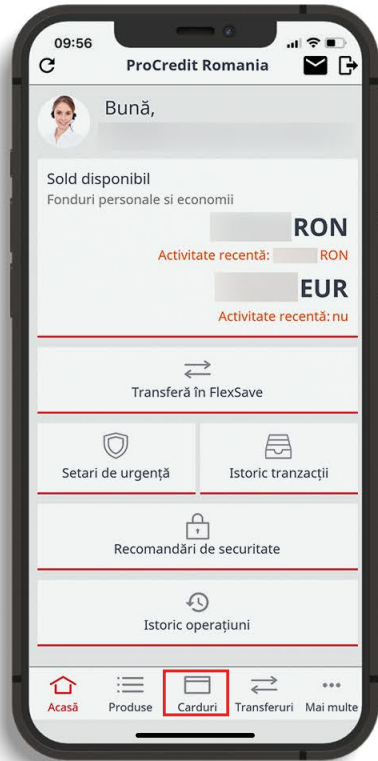 09:56
ProCredit Romania
Bună,
Sold disponibil
Fonduri personale si economii
RON
Activitate recentă: RON
EUR
Activitate recentă: nu
Transferă în FlexSave
Setari de urgență
Istoric tranzacții
Recomandări de securitate
Istoric operațiuni
Acasă Produse Carduri Transferuri Mai multe